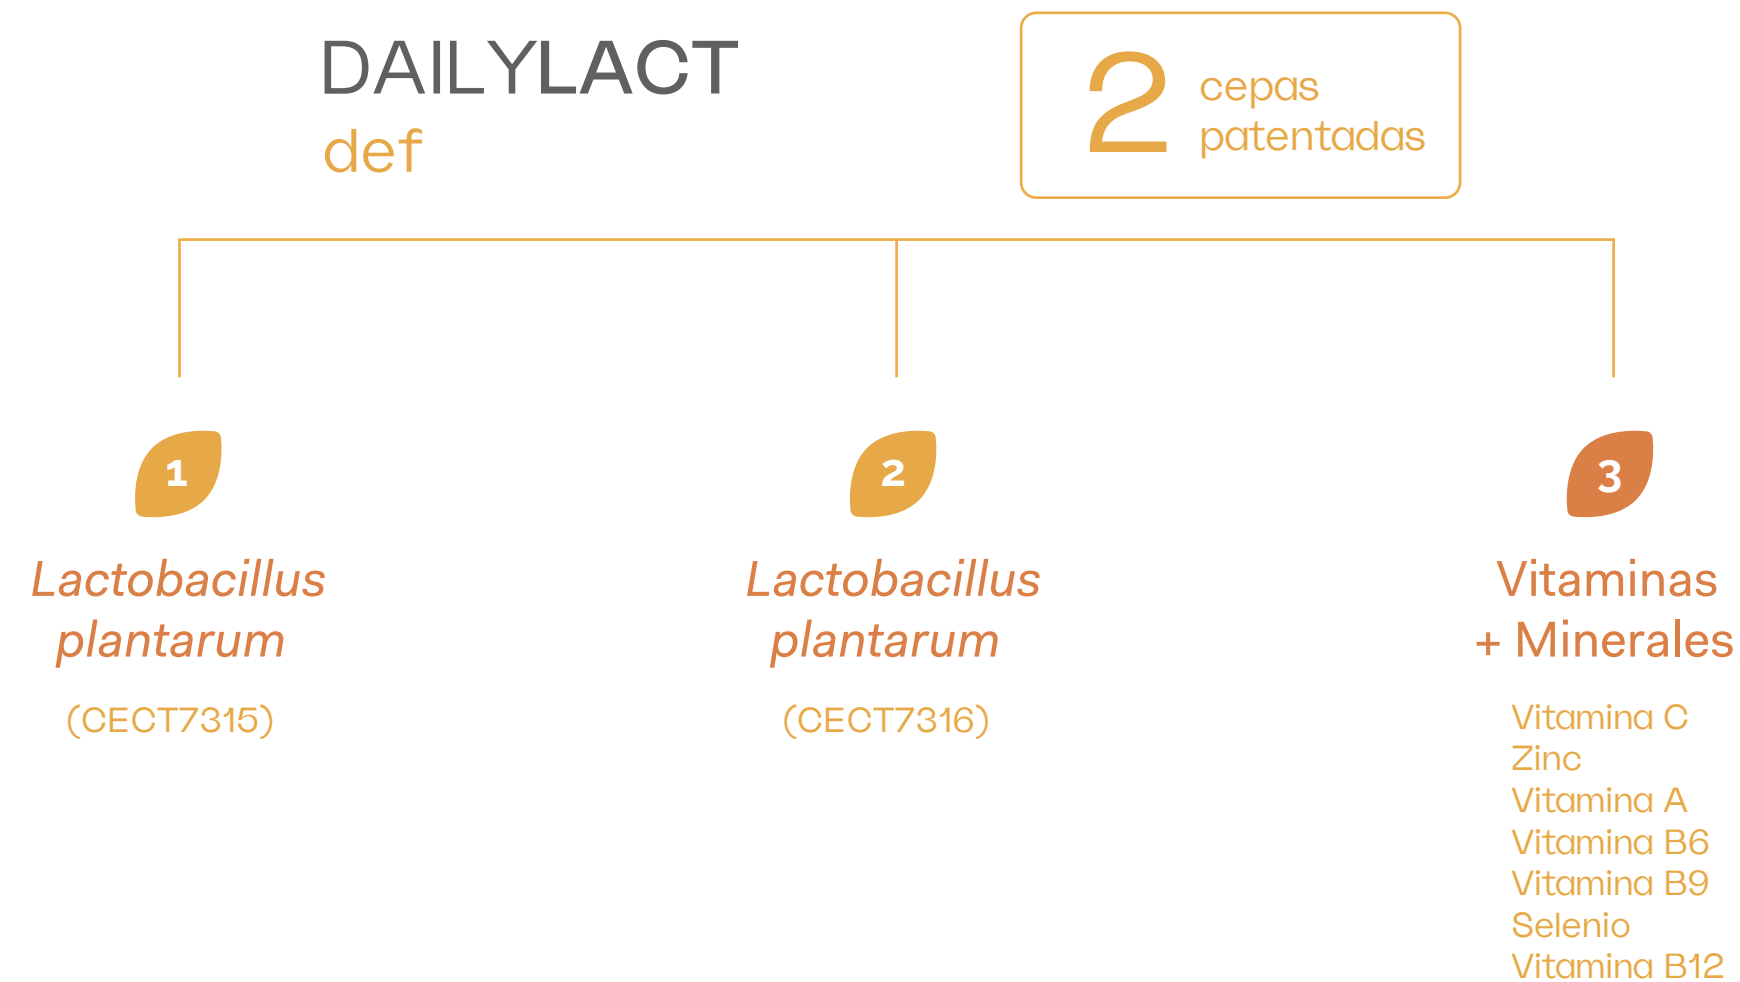 DAILYLACT
def
2 cepas
patentadas
1
Lactobacillus
plantarum
(CECT7315)
2
Lactobacillus
plantarum
(CECT7316)
3
Vitaminas
+ Minerales
Vitamina C
Zinc
Vitamina A
Vitamina B6
Vitamina B9
Selenio
Vitamina B12